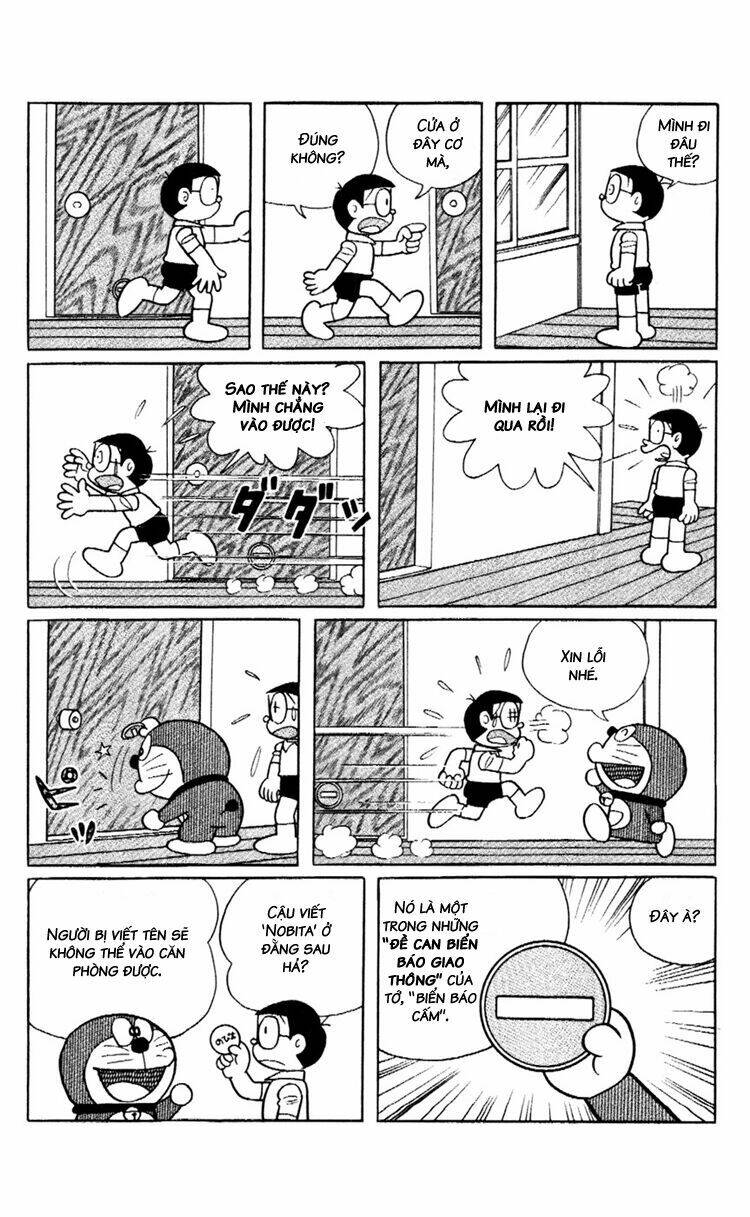 MÌNH ĐI
ĐÂU
THẾ?
CỬA Ở
ĐÂY CƠ
MÀ,
ĐÚNG
KHÔNG?
MÌNH LẠI ĐI
QUA RỒI!
SAO THẾ NÀY?
MÌNH CHẲNG
VÀO ĐƯỢC!
ダダッ
XIN LỖI
NHÉ.
ĐÂY À?
NÓ LÀ MỘT
TRONG NHỮNG
“ĐỀ CAN BIỂN
BÁO GIAO
THÔNG” CỦA
TỚ, “BIỂN BÁO
CẤM”.
CẬU VIẾT
‘NOBITA’ Ở
ĐẰNG SAU
HẢ?
NGƯỜI BỊ VIẾT TÊN SẼ
KHÔNG THỂ VÀO CĂN
PHÒNG ĐƯỢC.